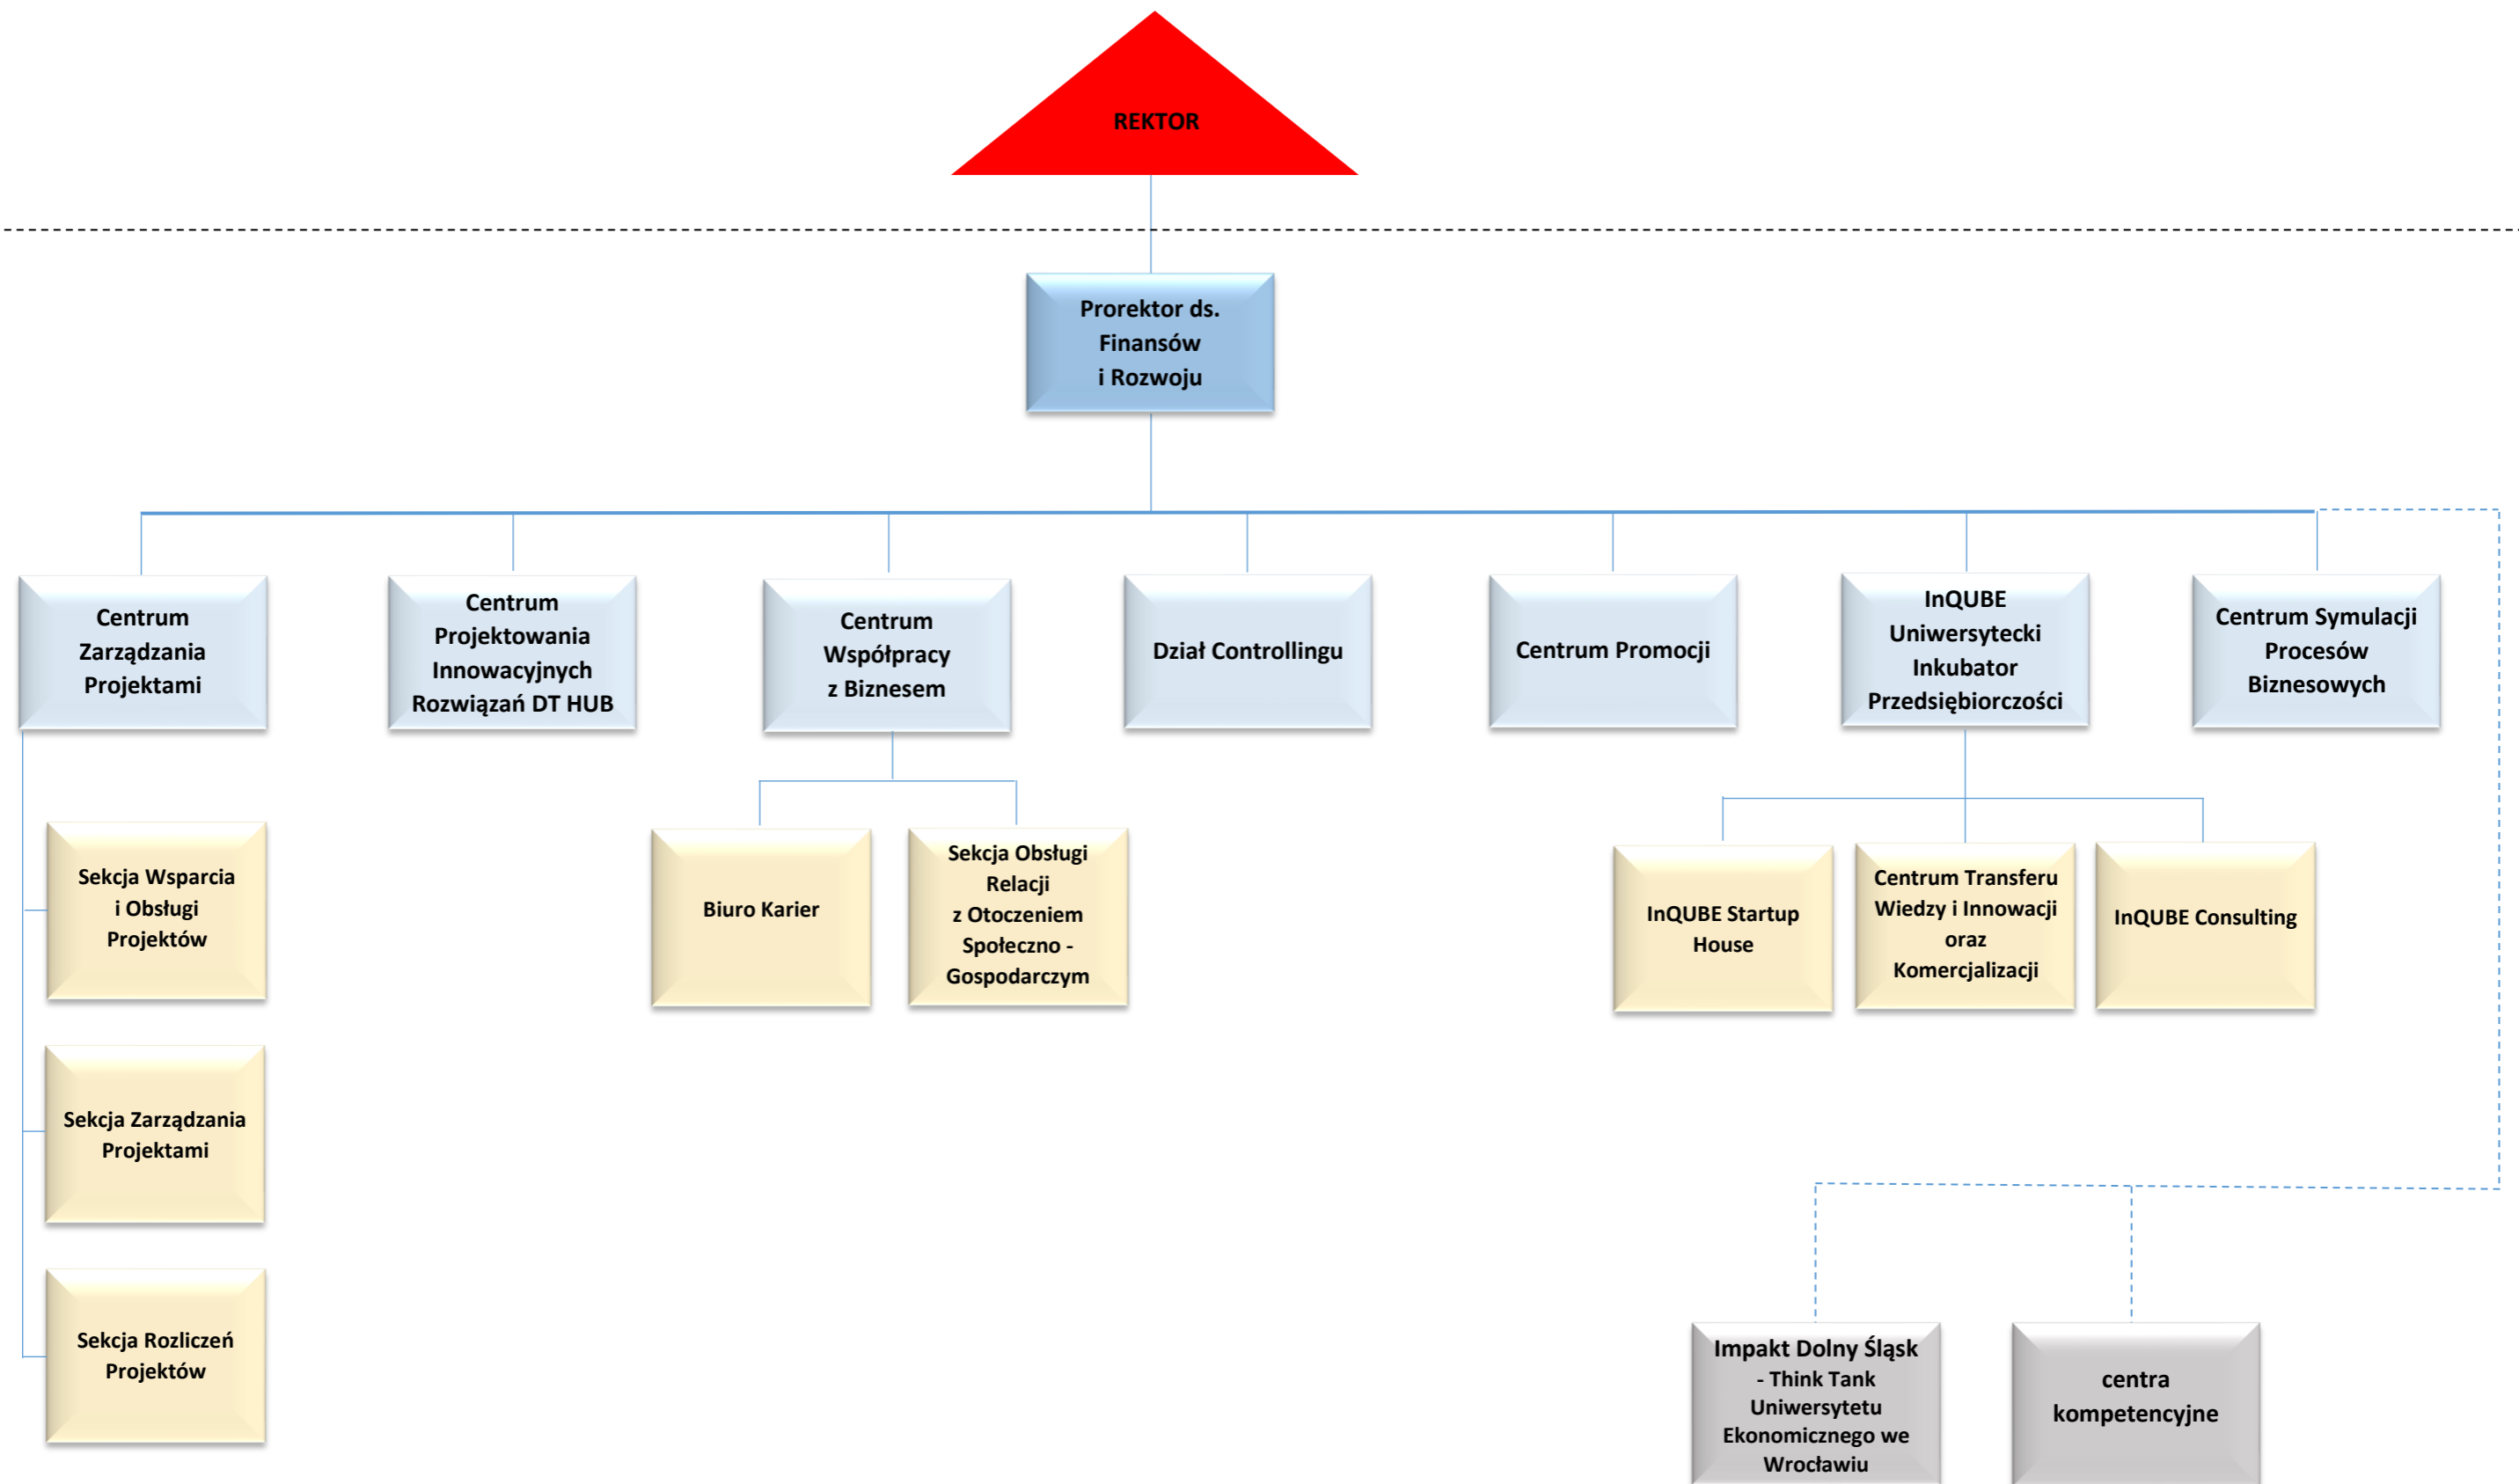 REKTOR
Prorektor ds.
Finansów
i Rozwoju
Centrum
Zarządzania
Projektami
Centrum
Projektowania
Innowacyjnych
Rozwiązań DT HUB
Centrum
Współpracy
z Biznesem
Dział Controllingu
Centrum Promocji
InQUBE
Uniwersytecki
Inkubator
Przedsiębiorczości
Centrum Symulacji
Procesów
Biznesowych
Sekcja Wsparcia
i Obsługi
Projektów
Biuro Karier
Sekcja Obsługi
Relacji
z Otoczeniem
Społeczno -
Gospodarczym
InQUBE Startup
House
Centrum Transferu
Wiedzy i Innowacji
oraz
Komercjalizacji
InQUBE Consulting
Sekcja Zarządzania
Projektami
Sekcja Rozliczeń
Projektów
Impakt Dolny Śląsk
- Think Tank
Uniwersytetu
Ekonomicznego we
Wrocławiu
centra
kompetencyjne